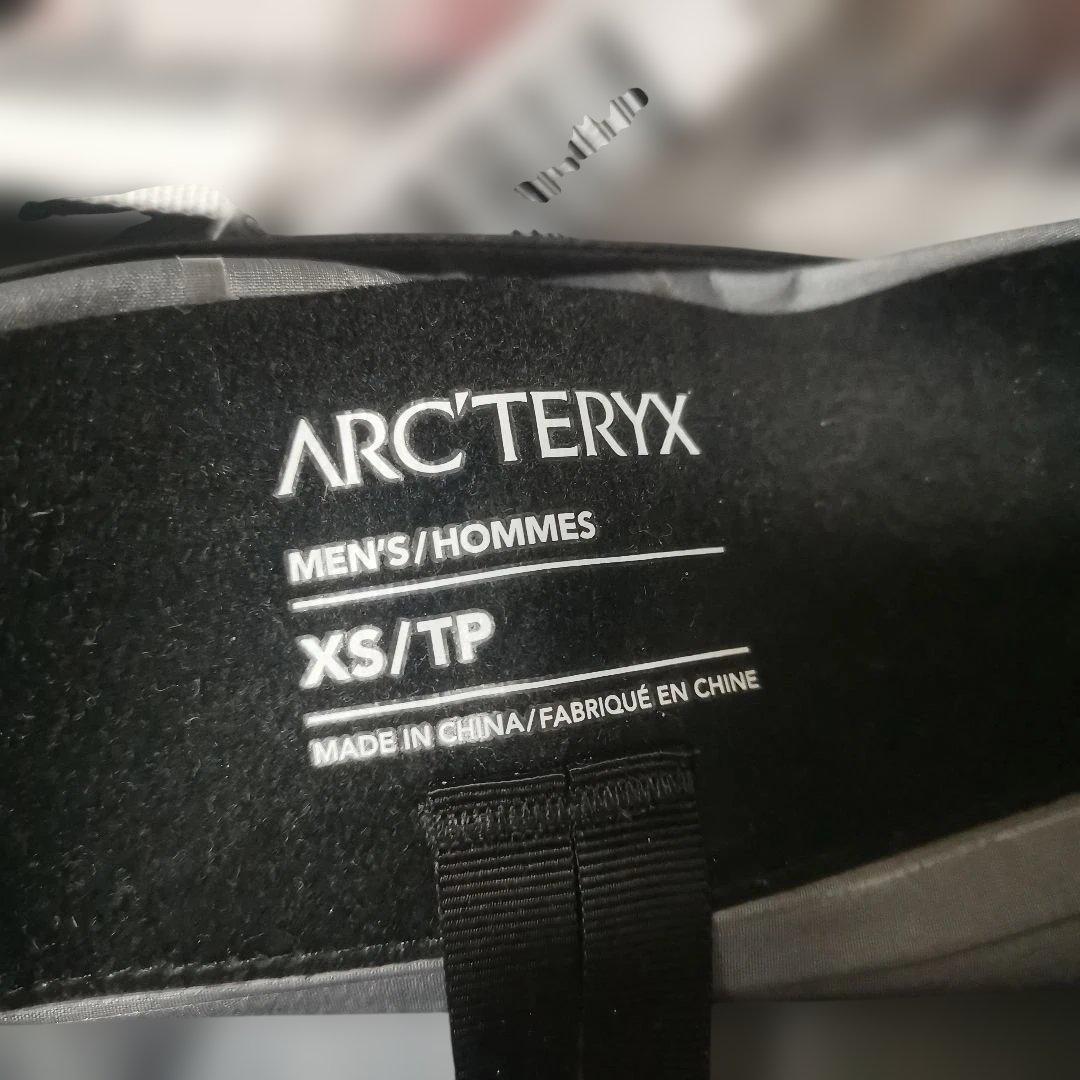 ARC'TERYX
MEN'S/HOMMES
XS/TP
MADE IN CHINA/FABRIQUÉ EN CHINE